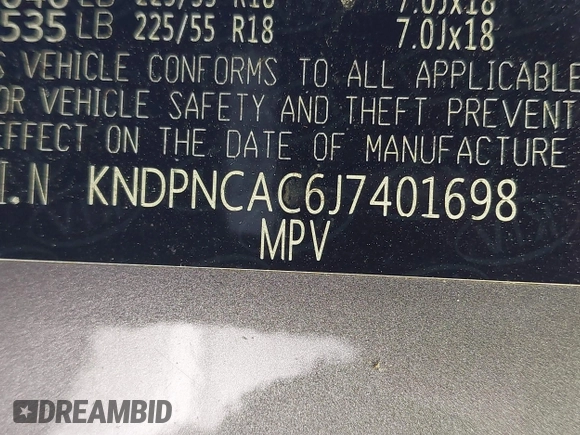 535 LB 225/55 R18 7.0Jx18
VEHICLE CONFORMS TO ALL APPLICABLE
VEHICLE SAFETY AND THEFT PREVENT
EFFECT ON THE DATE OF MANUFACTURE
I.N KNDPNCAC6J7401698
MPV
DREAMBID